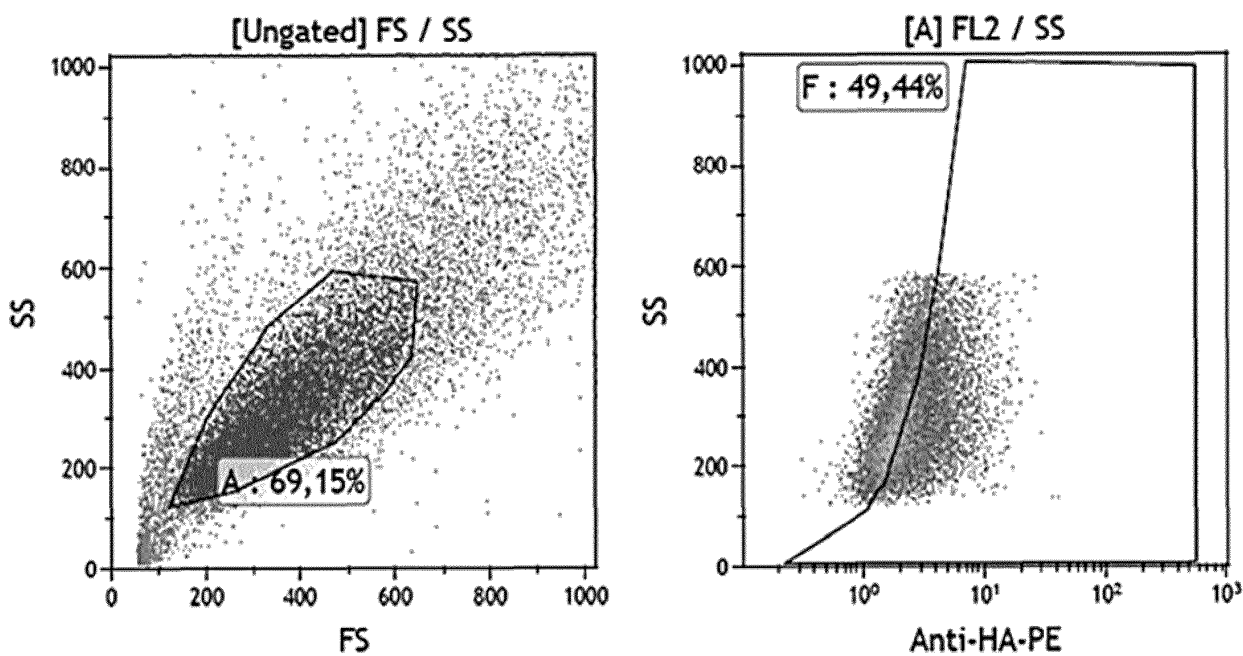 [Ungated] FS / SS
1000
800
600
400
200
0
SS
A : 69,15%
0 200 400 600 800 1000
FS
[A] FL2 / SS
F : 49,44%
1000
800
600
400
200
0
SS
10⁰ 10¹ 10² 10³
Anti-HA-PE